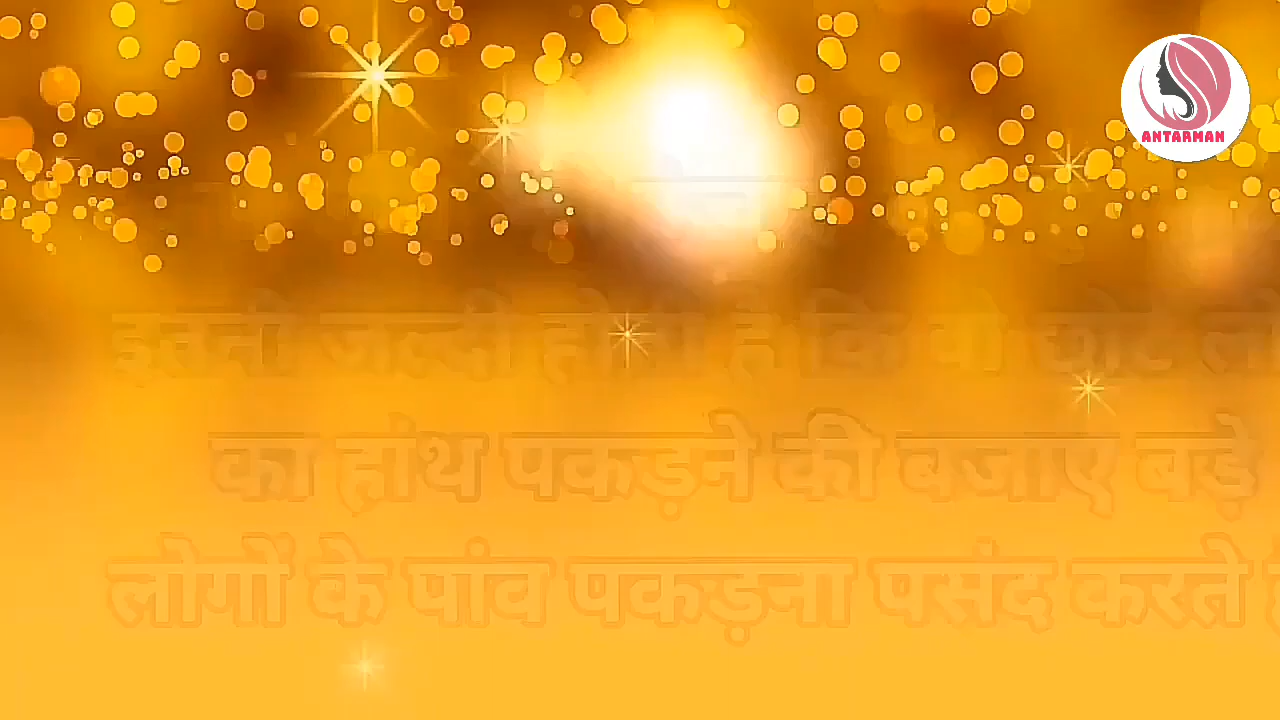 ANTARMAN
इतनी जल्दी होती है कि वो छोटे
का हांथ पकड़ने की बजाए बड़े
लोगों के पांव पकड़ना पसंद करते